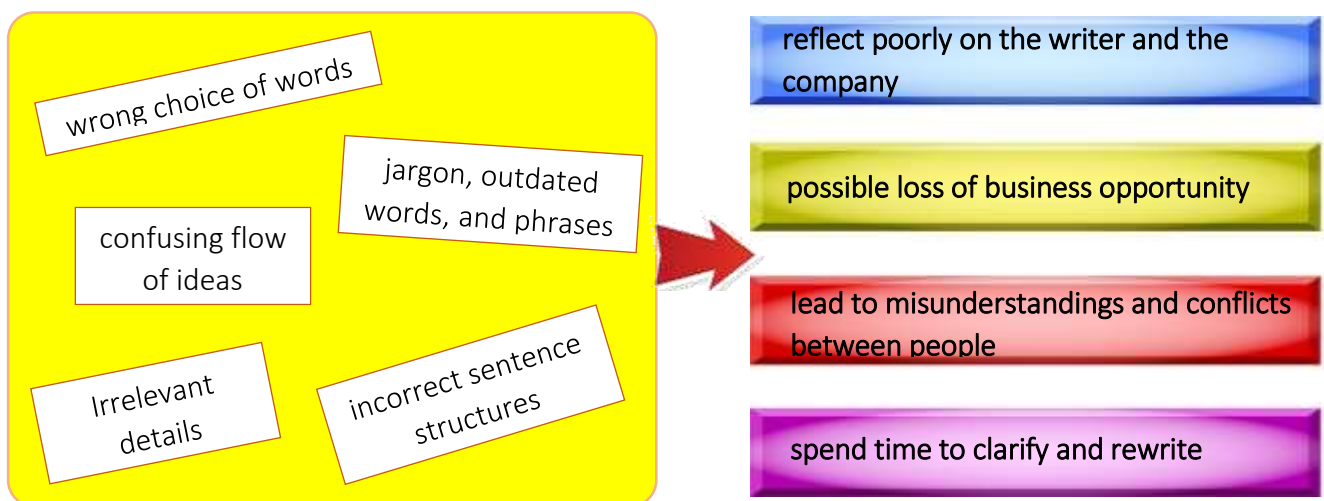 wrong choice of words
jargon, outdated
words, and phrases
confusing flow
of ideas
Irrelevant
details
incorrect sentence
structures
reflect poorly on the writer and the
company
possible loss of business opportunity
lead to misunderstandings and conflicts
between people
spend time to clarify and rewrite